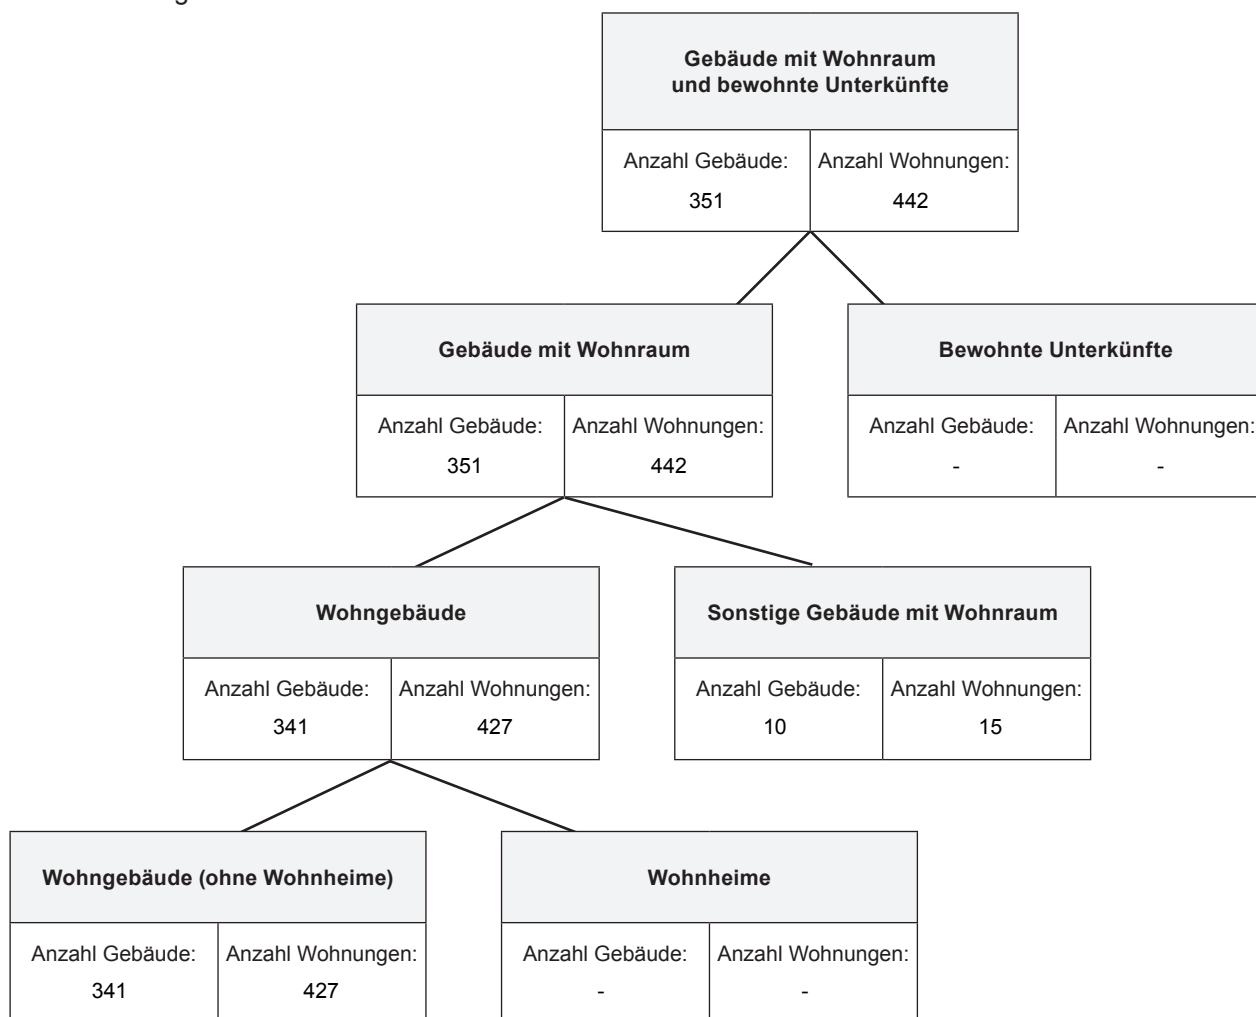 Gebäude mit Wohnraum
und bewohnte Unterkünfte
Anzahl Gebäude: Anzahl Wohnungen:
351 442
Gebäude mit Wohnraum
Anzahl Gebäude: Anzahl Wohnungen:
351 442
Bewohnte Unterkünfte
Anzahl Gebäude: Anzahl Wohnungen:
- -
Wohngebäude
Anzahl Gebäude: Anzahl Wohnungen:
341 427
Sonstige Gebäude mit Wohnraum
Anzahl Gebäude: Anzahl Wohnungen:
10 15
Wohngebäude (ohne Wohnheime)
Anzahl Gebäude: Anzahl Wohnungen:
341 427
Wohnheime
Anzahl Gebäude: Anzahl Wohnungen:
- -